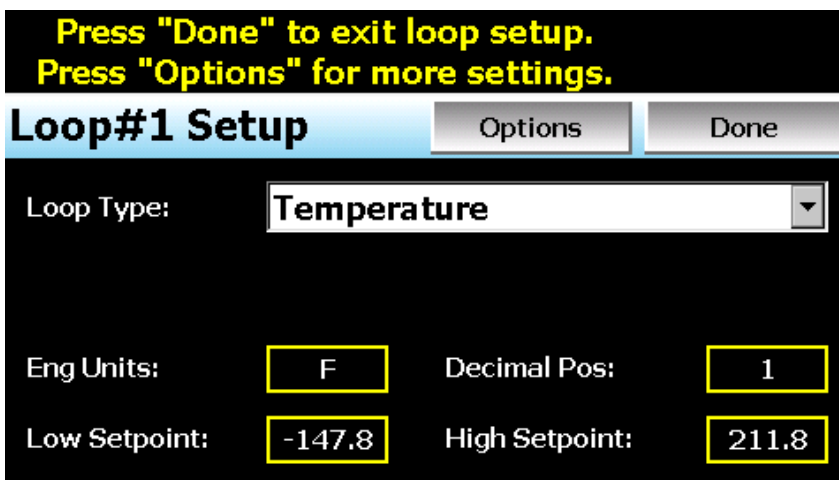 Press "Done" to exit loop setup.
Press "Options" for more settings.
Loop#1 Setup Options Done
Loop Type: Temperature
Eng Units: F Decimal Pos: 1
Low Setpoint: -147.8 High Setpoint: 211.8